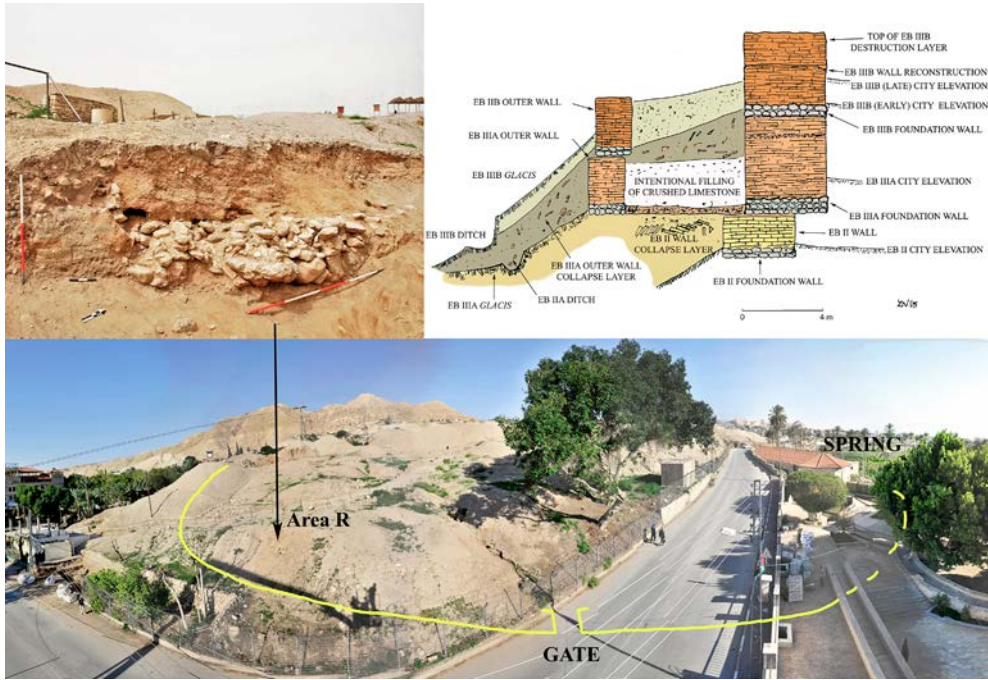 TOP OF EB IIIB
DESTRUCTION LAYER
EB IIIB WALL RECONSTRUCTION
EB IIIB (LATE) CITY ELEVATION
EB IIIB OUTER WALL
EB IIIB (EARLY) CITY ELEVATION
EB IIIB FOUNDATION WALL
EB IIIA OUTER WALL
EB IIIB GLACIS
INTENTIONAL FILLING
OF CRUSHED LIMESTONE
EB IIIA CITY ELEVATION
EB IIIA FOUNDATION WALL
EB IIIB DITCH
EB II WALL
COLLAPSE LAYER
EB II WALL
EB II CITY ELEVATION
EB IIIA OUTER WALL
COLLAPSE LAYER
EB II FOUNDATION WALL
EB IIIA GLACIS
EB IIA DITCH
0 4 m
Area R
SPRING
GATE